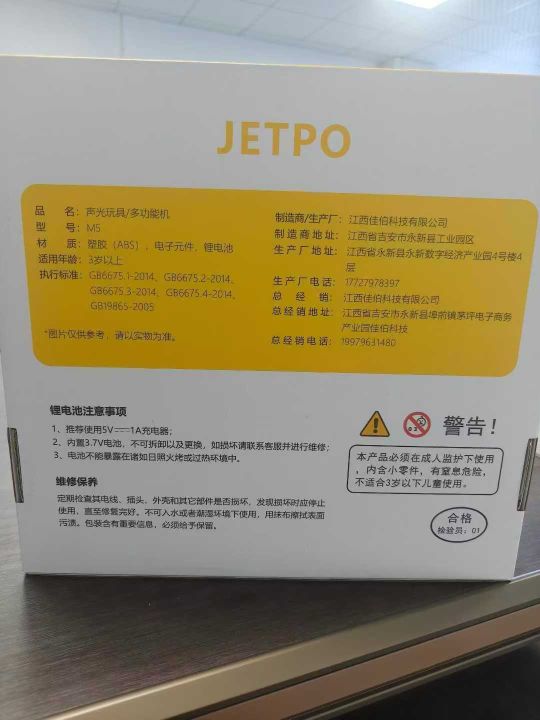 JETPO
品 名：声光玩具/多功能机
型 号：M5
材 质：塑胶（ABS）、电子元件、锂电池
适用年龄：3岁以上
执行标准：GB6675.1-2014、GB6675.2-2014、
GB6675.3-2014、GB6675.4-2014、
GB19865-2005
*图片仅供参考，请以实物为准。
制造商/生产厂：江西佳伯科技有限公司
制造商地址：江西省吉安市永新县工业园区
生产厂地址：江西省永新县永新数字经济产业园4号楼4
层
生产厂电话：17727978397
总 经 销：江西佳伯科技有限公司
总经销地址：江西省吉安市永新县埠前镇茅坪电子商务
产业园佳伯科技
总经销电话：19979631480
锂电池注意事项
1、推荐使用5V⎓1A充电器；
2、内置3.7V电池，不可拆卸以及更换，如损坏请联系客服并进行维修；
3、电池不能暴露在诸如日照火烤或过热环境中。
维修保养
定期检查其电线、插头、外壳和其它部件是否损坏，发现损坏时应停止
使用，直至修复完好。不可入水或者潮湿环境下使用，用抹布擦拭表面
污渍。包装含有重要信息，必须给予保留。
0-3
警告！
本产品必须在成人监护下使用
，内含小零件，有窒息危险，
不适合3岁以下儿童使用。
合格
检验员：01